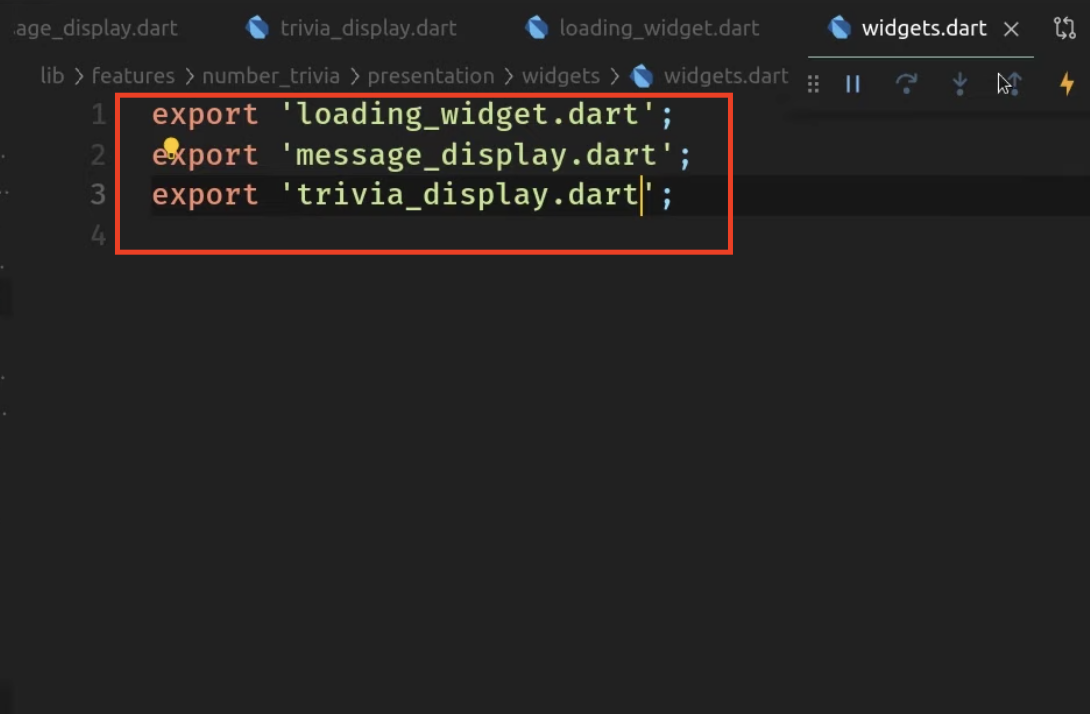 age_display.dart trivia_display.dart loading_widget.dart widgets.dart
lib > features > number_trivia > presentation > widgets > widgets.dart
1 export 'loading_widget.dart';
2 export 'message_display.dart';
3 export 'trivia_display.dart';
4